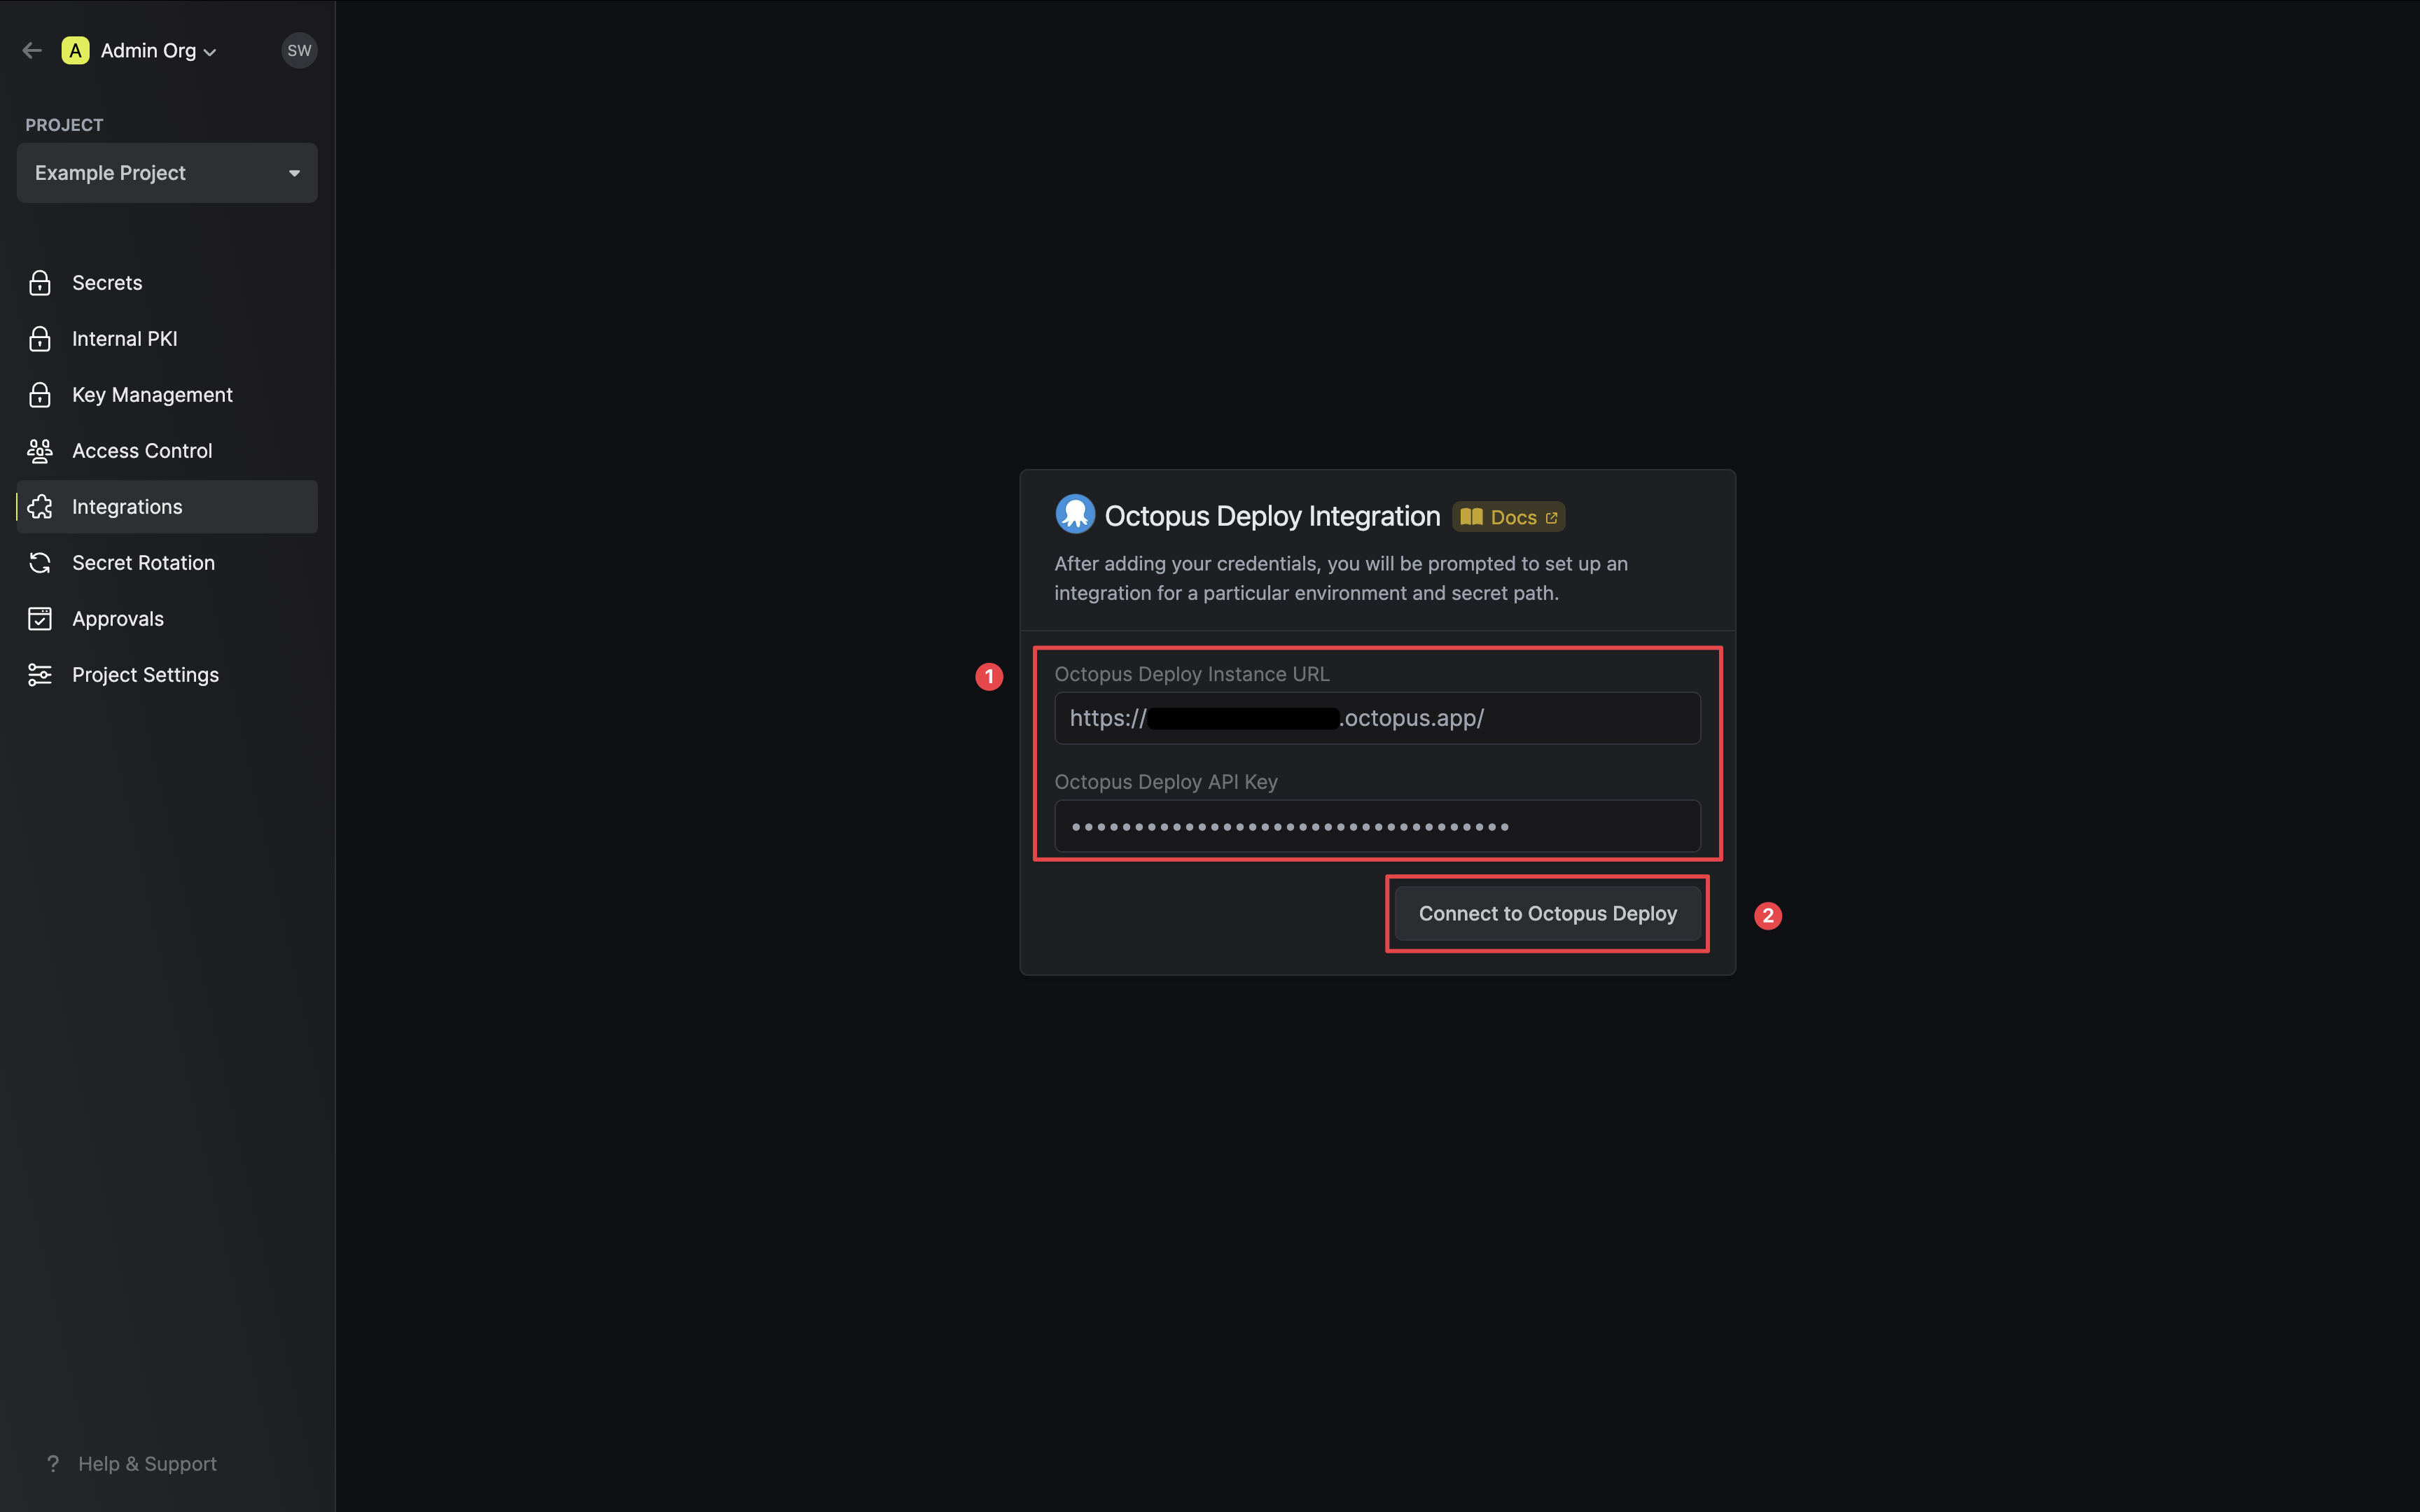 A Admin Org SW
PROJECT
Example Project
Secrets
Internal PKI
Key Management
Access Control
Integrations
Secret Rotation
Approvals
Project Settings
? Help & Support
Octopus Deploy Integration Docs
After adding your credentials, you will be prompted to set up an
integration for a particular environment and secret path.
1
Octopus Deploy Instance URL
https:// .octopus.app/
Octopus Deploy API Key
•••••••••••••••••••••••••••••••••••
Connect to Octopus Deploy
2